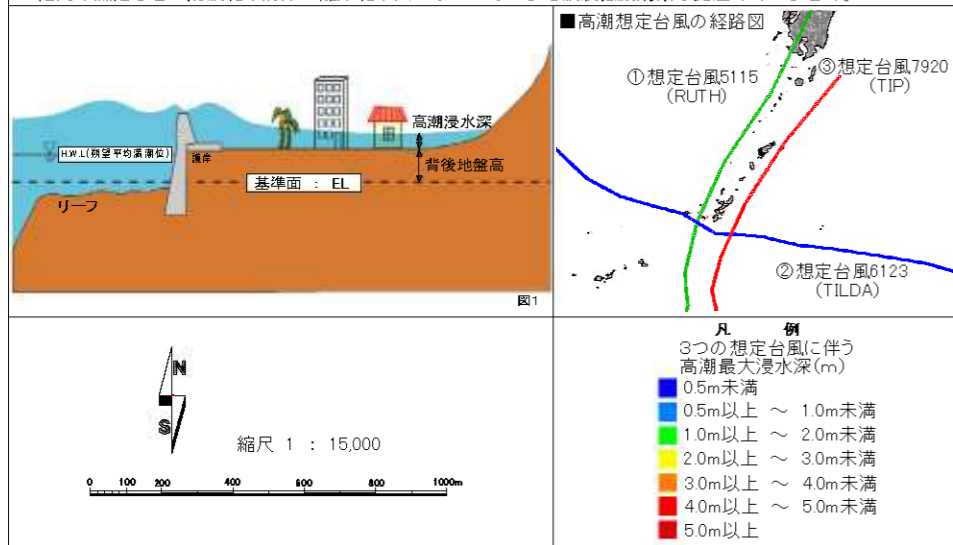 高潮浸水深
H.W.L(朔望平均満潮位)
護岸
背後地盤高
基準面 : EL
リーフ
図1
■高潮想定台風の経路図
①想定台風5115
(RUTH)
③想定台風7920
(TIP)
②想定台風6123
(TILDA)
N
S
縮尺 1 : 15,000
0 100 200 400 600 800 1000m
凡 例
3つの想定台風に伴う
高潮最大浸水深(m)
0.5m未満
0.5m以上 ~ 1.0m未満
1.0m以上 ~ 2.0m未満
2.0m以上 ~ 3.0m未満
3.0m以上 ~ 4.0m未満
4.0m以上 ~ 5.0m未満
5.0m以上